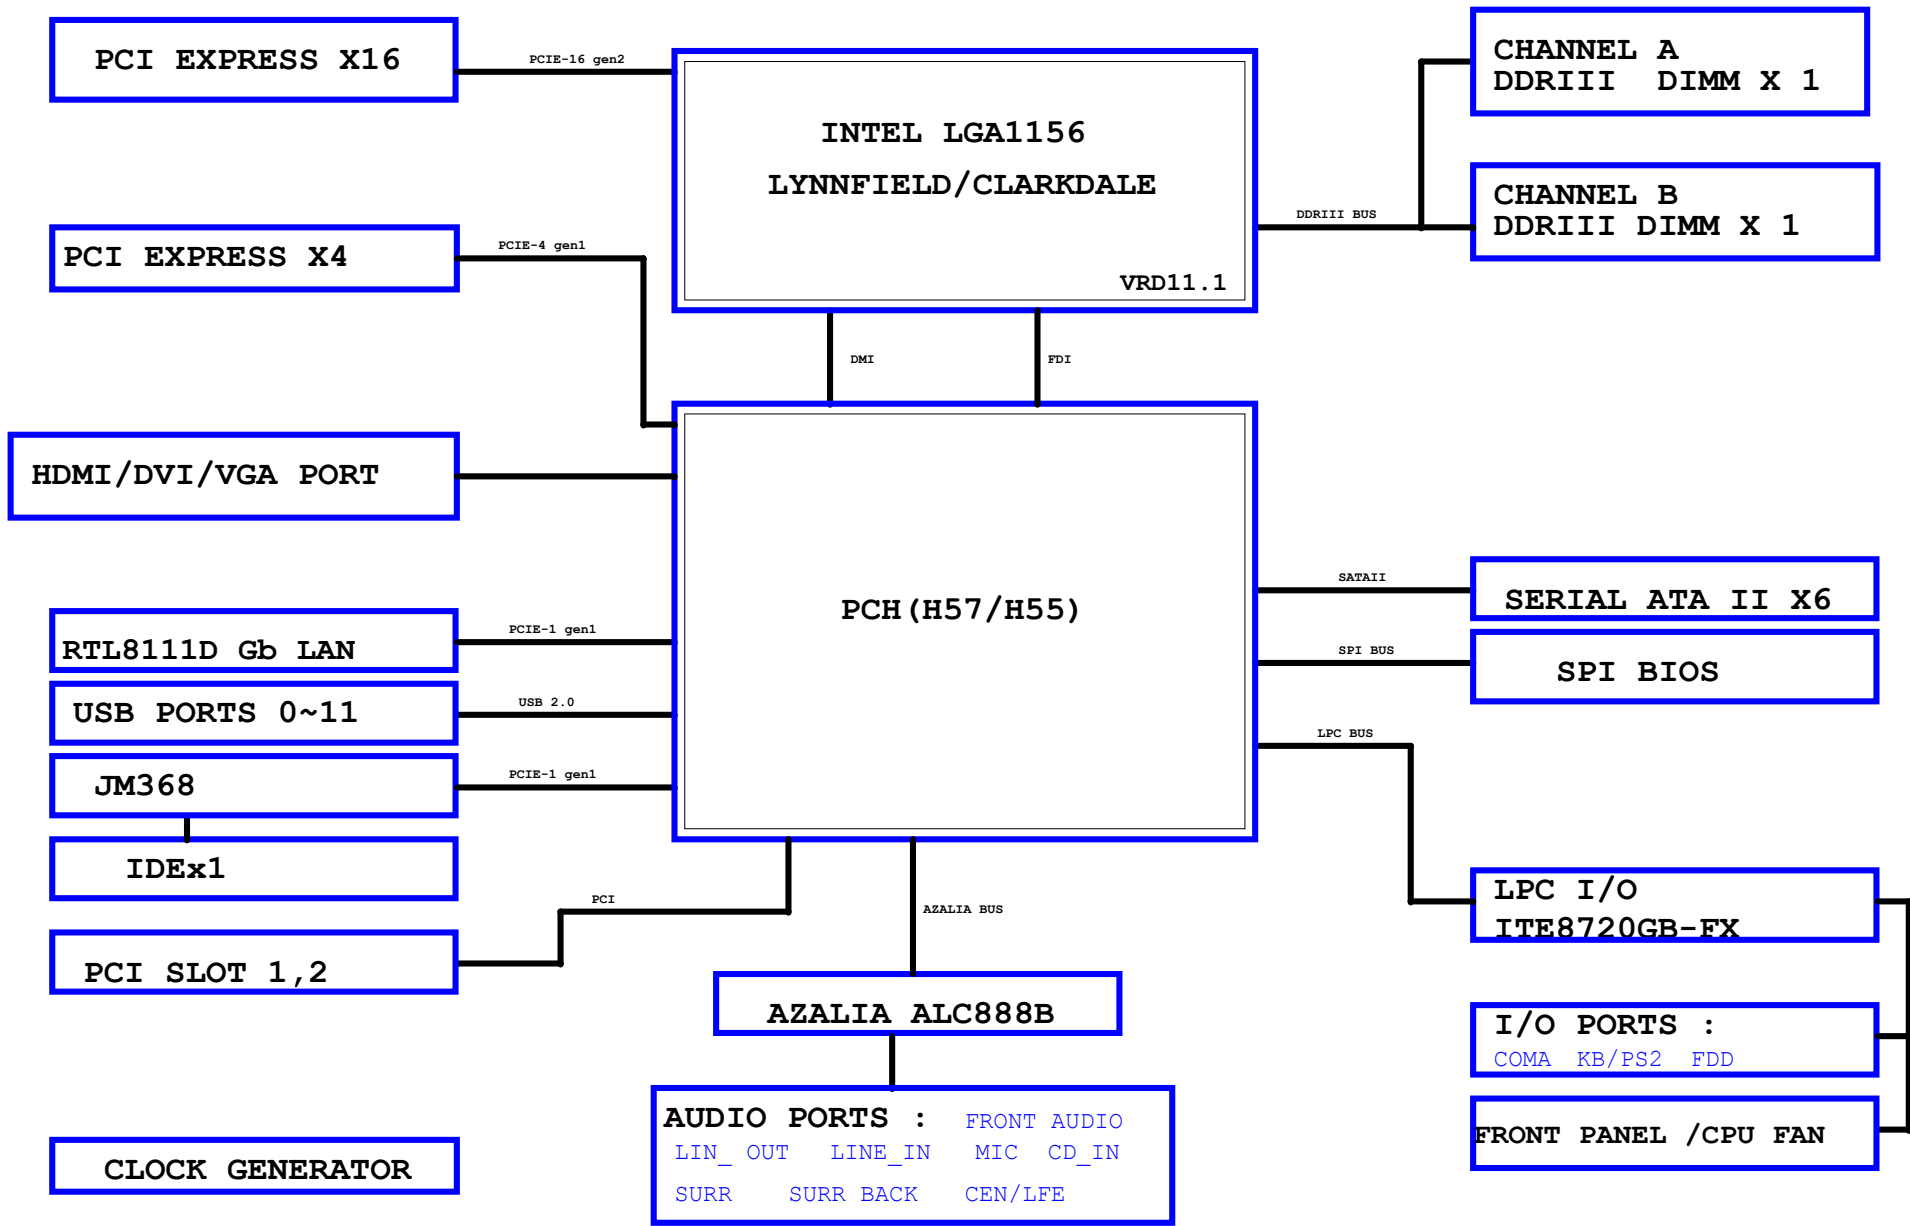 PCI EXPRESS X16
PCIE-16 gen2
INTEL LGA1156
LYNNFIELD/CLARKDALE
VRD11.1
CHANNEL A
DDRIII DIMM X 1
DDRIII BUS
CHANNEL B
DDRIII DIMM X 1
PCI EXPRESS X4
PCIE-4 gen1
DMI
FDI
HDMI/DVI/VGA PORT
PCH(H57/H55)
SATAII
SERIAL ATA II X6
SPI BUS
SPI BIOS
LPC BUS
RTL8111D Gb LAN
PCIE-1 gen1
USB PORTS 0~11
USB 2.0
JM368
PCIE-1 gen1
IDEx1
PCI
PCI SLOT 1,2
AZALIA BUS
LPC I/O
ITE8720GB-FX
AZALIA ALC888B
I/O PORTS :
COMA KB/PS2 FDD
FRONT PANEL /CPU FAN
AUDIO PORTS : FRONT AUDIO
LIN_ OUT LINE_IN MIC CD_IN
SURR SURR BACK CEN/LFE
CLOCK GENERATOR